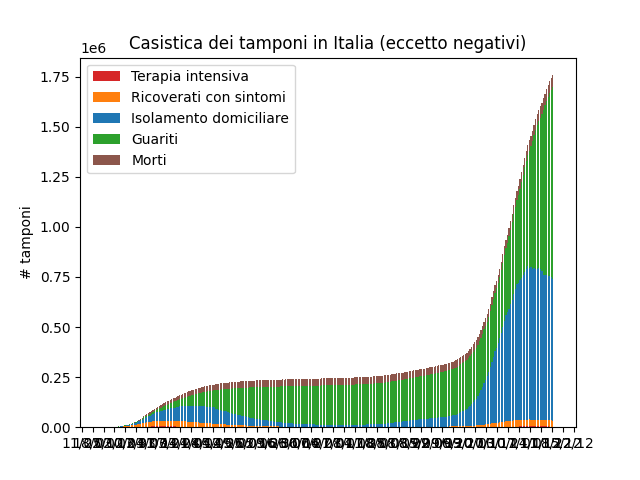 Casistica dei tamponi in Italia (eccetto negativi)
1e6
Terapia intensiva
Ricoverati con sintomi
Isolamento domiciliare
Guariti
Morti
1.75
1.50
1.25
1.00
0.75
0.50
0.25
0.00
# tamponi